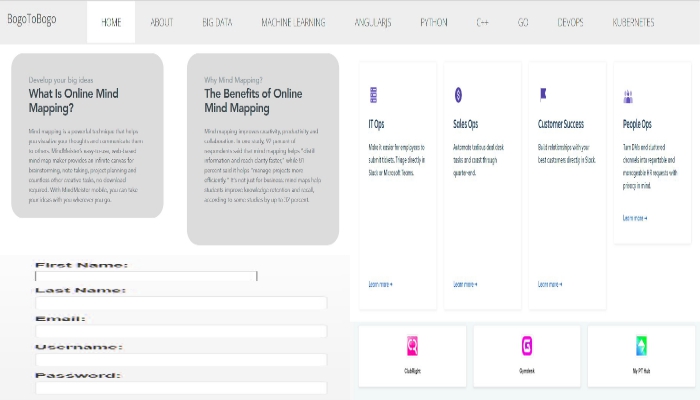 BogoToBogo
HOME ABOUT BIG DATA MACHINE LEARNING ANGULARJS PYTHON C++ GO DEVOPS KUBERNETES
Develop your big ideas
What Is Online Mind
Mapping?
Mind mapping is a powerful technique that helps
you visualize your thoughts and communicate them
to others. MindMeister's easy-to-use, web-based
mind map maker provides an infinite canvas for
brainstorming, note taking, project planning and
countless other creative tasks, no download
required. With MindMeister mobile, you can take
your ideas with you wherever you go.
Why Mind Mapping?
The Benefits of Online
Mind Mapping
Mind mapping improves creativity, productivity and
collaboration. In one study, 92 percent of
respondents said that mind mapping helps "distill
information and reach clarity faster," while 61
percent said it helps "manage projects more
efficiently." It's not just for business: mind maps help
students improve knowledge retention and recall,
according to some studies by up to 32 percent.
First Name:
Last Name:
Email:
Username:
Password:
IT Ops
Make it easier for employees to
submit tickets. Triage directly in
Slack or Microsoft Teams.
Learn more →
Sales Ops
Automate tedious deal desk
tasks and coast through
quarter-end.
Learn more →
Customer Success
Build relationships with your
best customers directly in Slack.
Learn more →
People Ops
Turn DMs and cluttered
channels into reportable and
manageable HR requests with
privacy in mind.
Learn more →
ClubRight
Gymdesk
My PT Hub